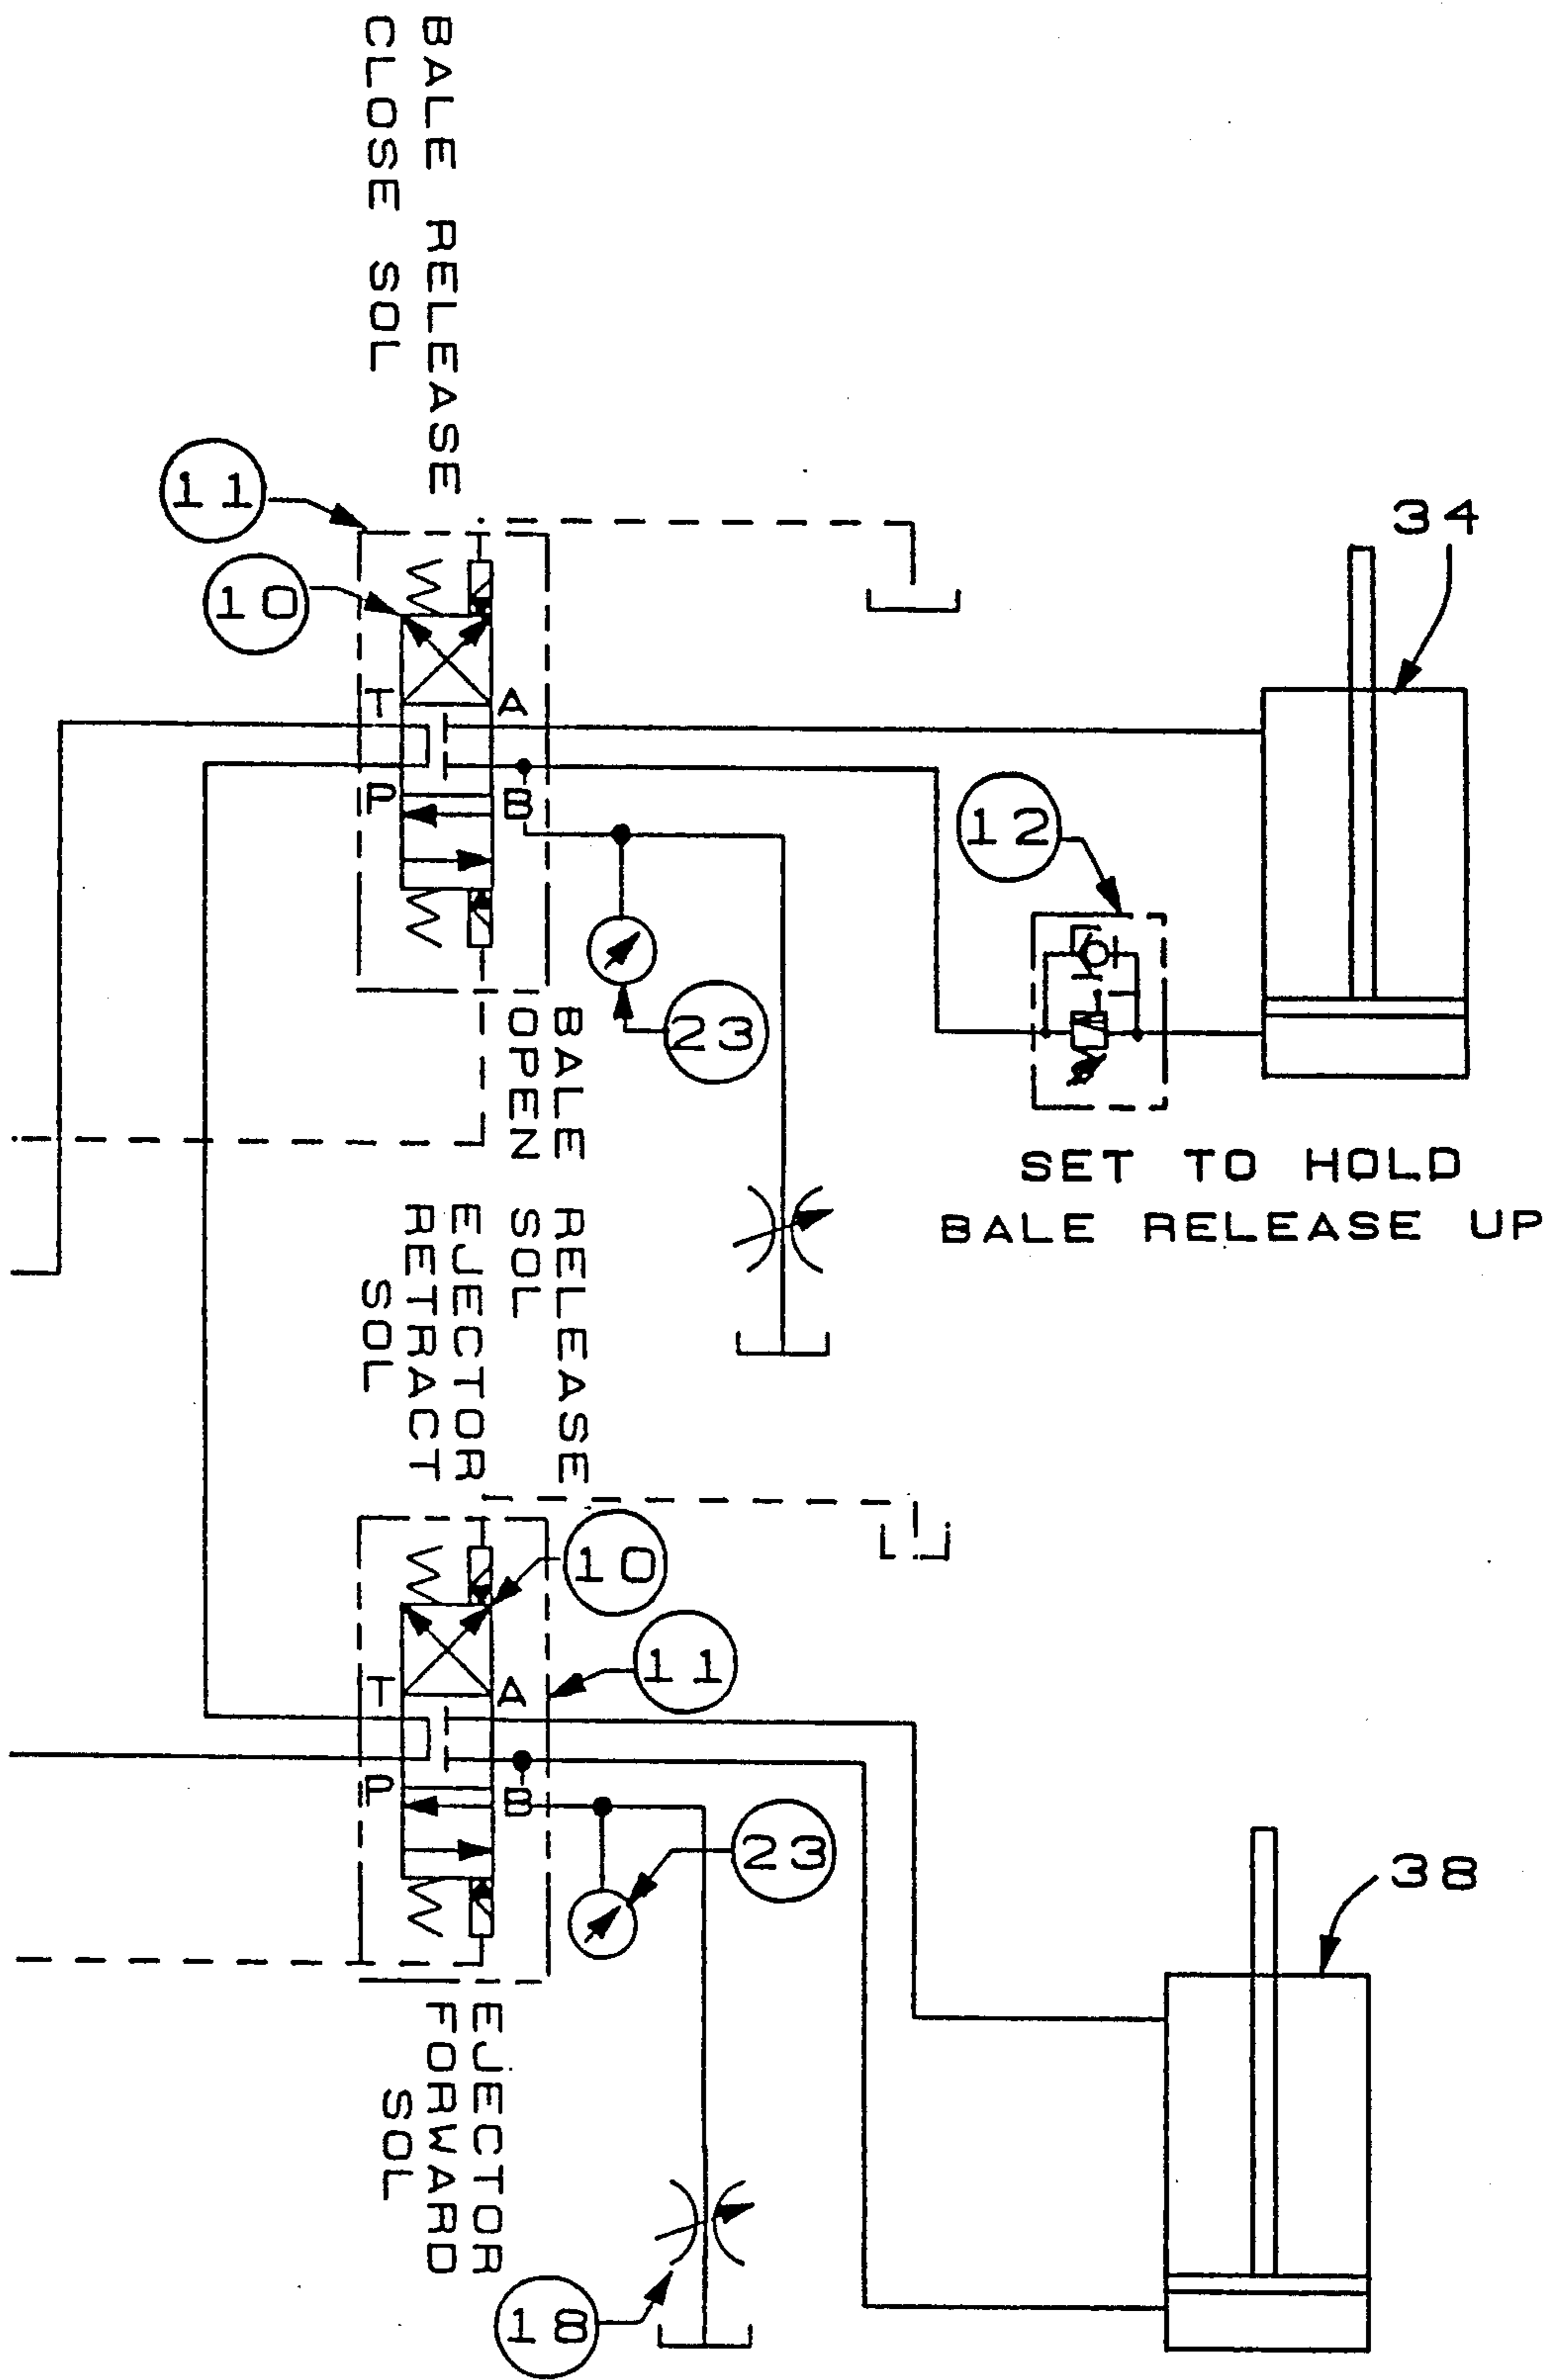 BALE RELEASE
CLOSE SOL
11
10
34
T
A
P
B
12
23
BALE RELEASE
OPEN SOL
SET TO HOLD
BALE RELEASE UP
EJECTOR
RETRACT
SOL
10
11
T
A
P
B
23
38
EJECTOR
FORWARD
SOL
18